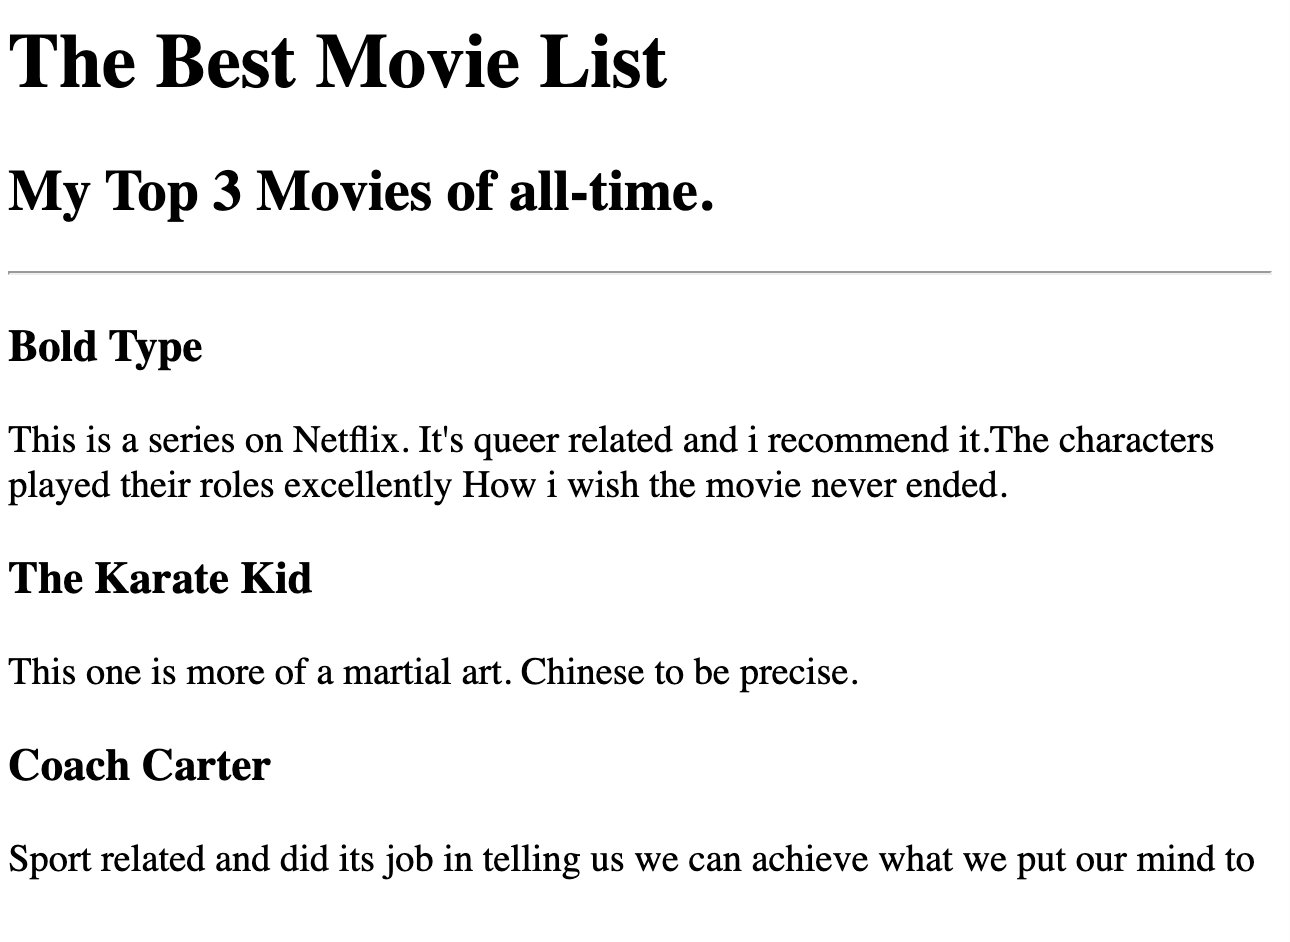 The Best Movie List
My Top 3 Movies of all-time.
Bold Type
This is a series on Netflix. It's queer related and i recommend it.The characters
played their roles excellently How i wish the movie never ended.
The Karate Kid
This one is more of a martial art. Chinese to be precise.
Coach Carter
Sport related and did its job in telling us we can achieve what we put our mind to